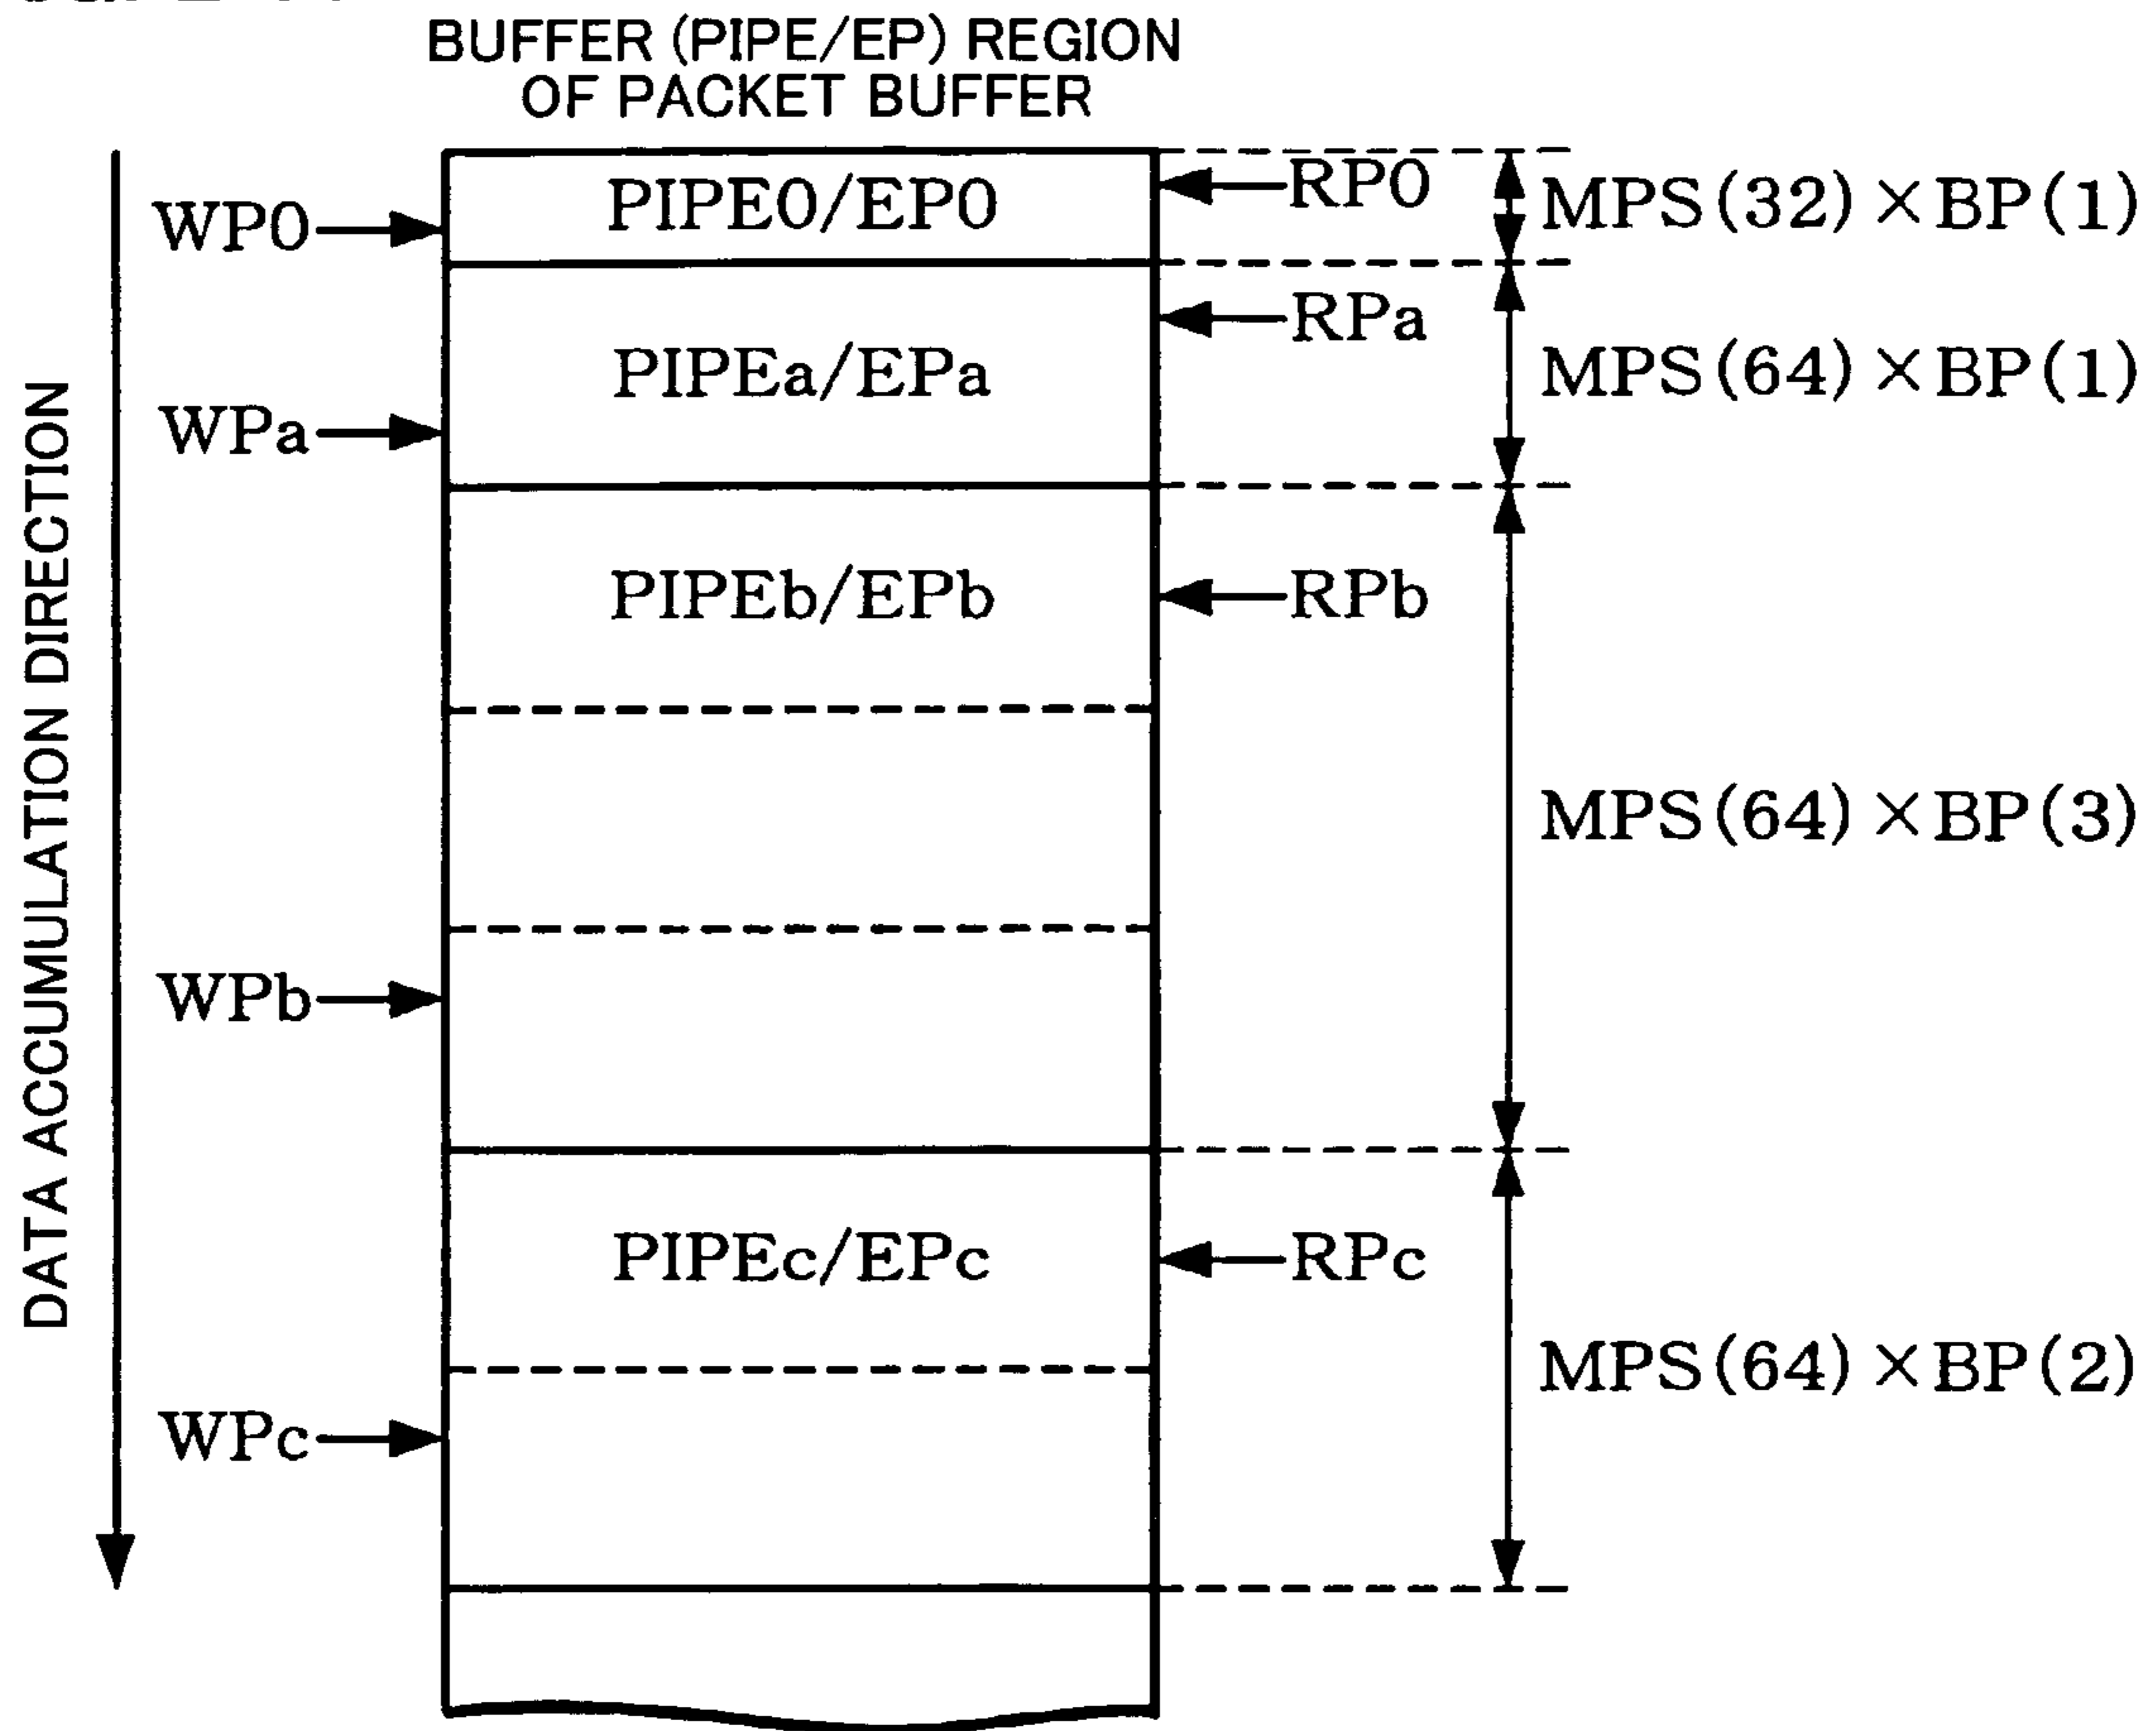 BUFFER (PIPE/EP) REGION
OF PACKET BUFFER
DATA ACCUMULATION DIRECTION
PIPE0/EP0
RP0
MPS(32)×BP(1)
WP0
RPa
PIPEa/EPa
MPS(64)×BP(1)
WPa
PIPEb/EPb
RPb
MPS(64)×BP(3)
WPb
PIPEc/EPc
RPc
MPS(64)×BP(2)
WPc